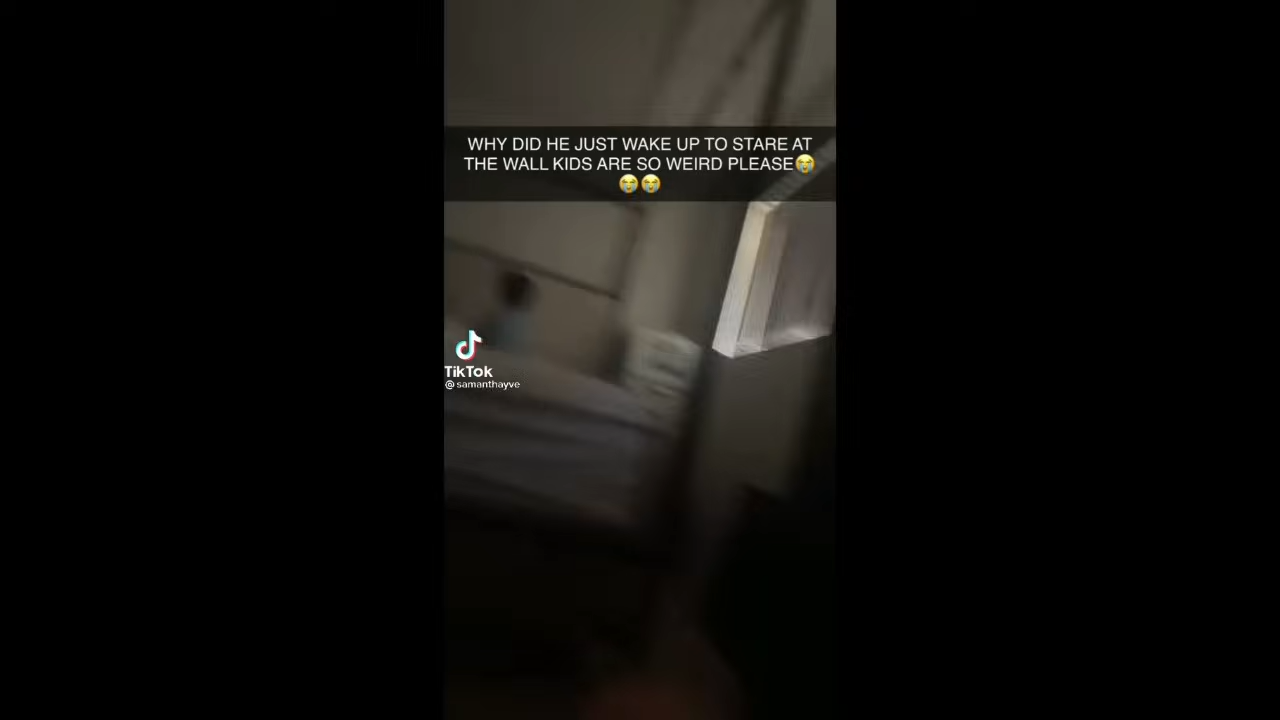 WHY DID HE JUST WAKE UP TO STARE AT
THE WALL KIDS ARE SO WEIRD PLEASE😭
😭😭
TikTok
@samanthayve